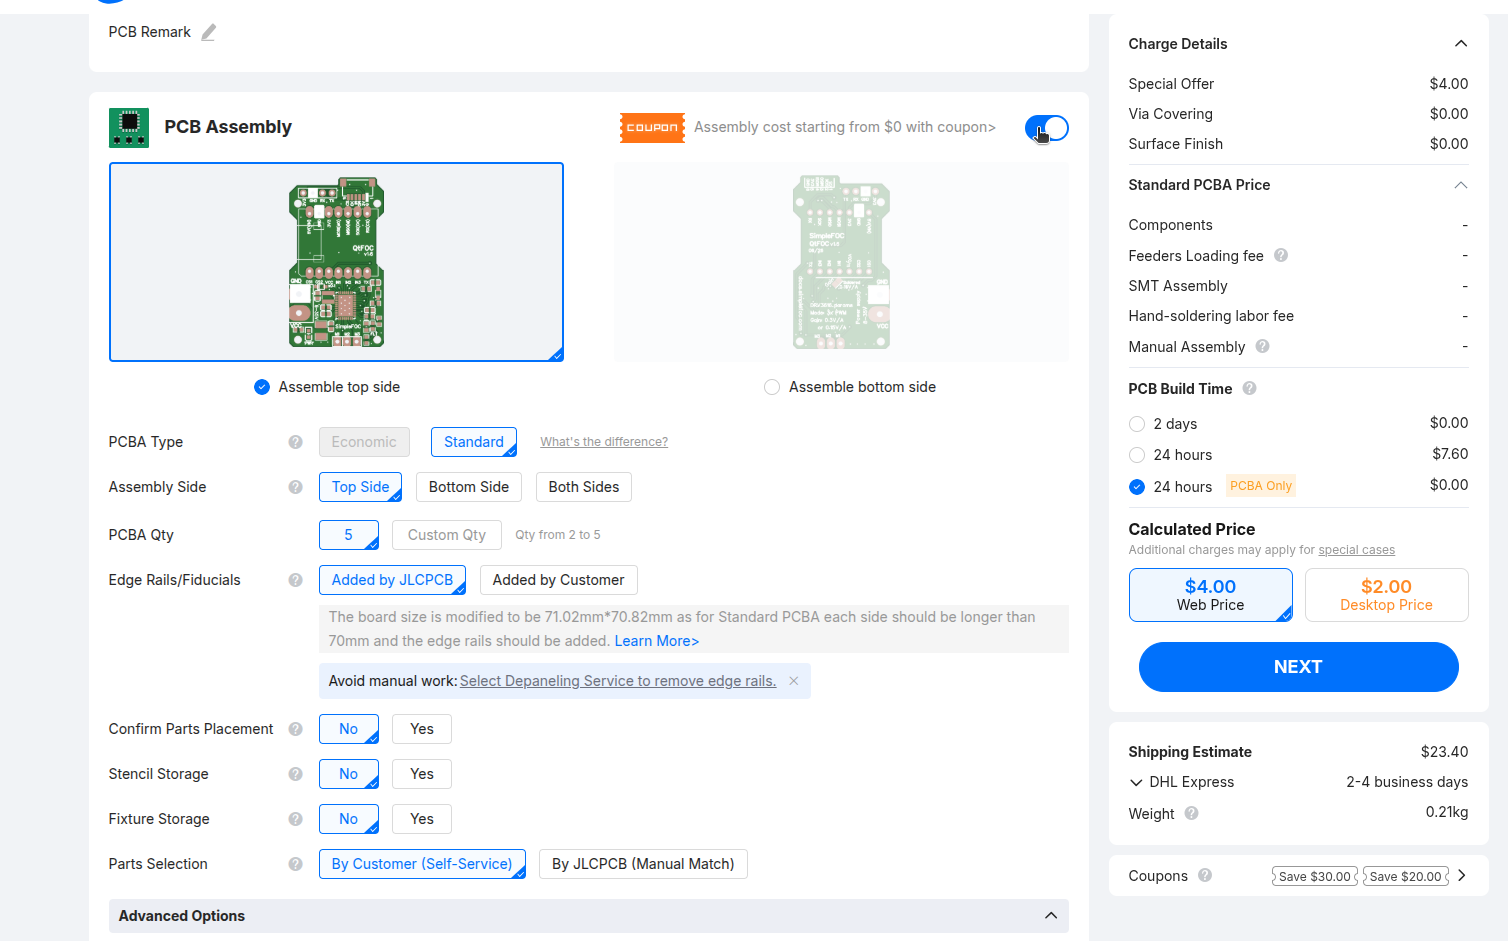 PCB Remark
PCB Assembly
COUPON
Assembly cost starting from $0 with coupon>
QtFOC
GND
VCC
SimpleFOC
SimpleFOC
QtFOC
GND
VCC
Assemble top side
Assemble bottom side
PCBA Type
Economic
Standard
What's the difference?
Assembly Side
Top Side
Bottom Side
Both Sides
PCBA Qty
5
Custom Qty
Qty from 2 to 5
Edge Rails/Fiducials
Added by JLCPCB
Added by Customer
The board size is modified to be 71.02mm*70.82mm as for Standard PCBA each side should be longer than
70mm and the edge rails should be added. Learn More>
Avoid manual work: Select Depaneling Service to remove edge rails.
Confirm Parts Placement
No
Yes
Stencil Storage
No
Yes
Fixture Storage
No
Yes
Parts Selection
By Customer (Self-Service)
By JLCPCB (Manual Match)
Advanced Options
Charge Details
Special Offer $4.00
Via Covering $0.00
Surface Finish $0.00
Standard PCBA Price
Components -
Feeders Loading fee -
SMT Assembly -
Hand-soldering labor fee -
Manual Assembly -
PCB Build Time
2 days $0.00
24 hours $7.60
24 hours PCBA Only $0.00
Calculated Price
Additional charges may apply for special cases
$4.00
Web Price
$2.00
Desktop Price
NEXT
Shipping Estimate $23.40
DHL Express 2-4 business days
Weight 0.21kg
Coupons Save $30.00 Save $20.00